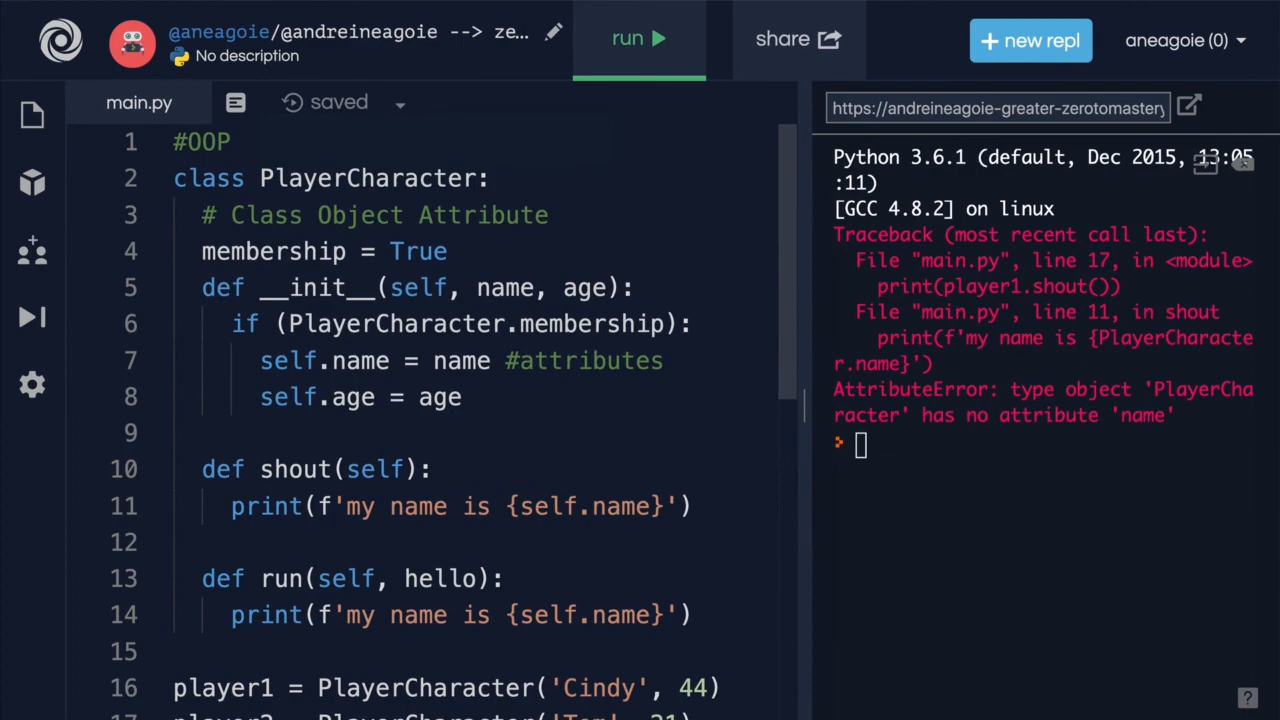 @aneagoie/@andreineagoie --> ze...
No description
run
share
+ new repl
aneagoie (0)
main.py
saved
https://andreineagoie-greater-zerotomastery
1 #OOP
2 class PlayerCharacter:
3 # Class Object Attribute
4 membership = True
5 def __init__(self, name, age):
6 if (PlayerCharacter.membership):
7 self.name = name #attributes
8 self.age = age
9
10 def shout(self):
11 print(f'my name is {self.name}')
12
13 def run(self, hello):
14 print(f'my name is {self.name}')
15
16 player1 = PlayerCharacter('Cindy', 44)
17 player2 = PlayerCharacter('Tom', 21)
Python 3.6.1 (default, Dec 2015, 13:05
:11)
[GCC 4.8.2] on linux
Traceback (most recent call last):
File "main.py", line 17, in <module>
print(player1.shout())
File "main.py", line 11, in shout
print(f'my name is {PlayerCharacte
r.name}')
AttributeError: type object 'PlayerCha
racter' has no attribute 'name'
?